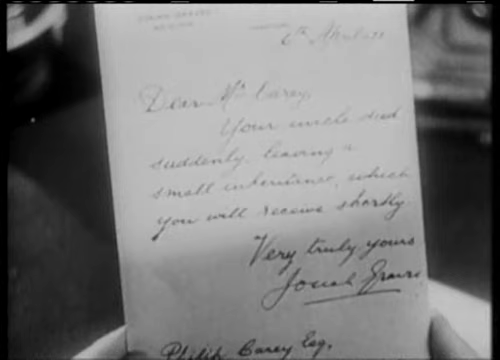 Dear Mr. Carey,
Your uncle died
suddenly, leaving a
small inheritance, which
you will receive shortly.
Very truly yours
Josiah Graves
Philip Carey Esq.